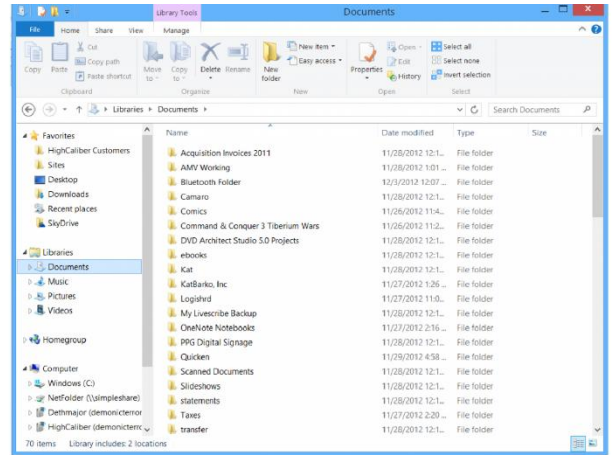 Library Tools
Documents
File
Home
Share
View
Manage
Copy
Paste
Cut
Copy path
Paste shortcut
Move to
Copy to
Delete
Rename
New folder
New item
Easy access
Properties
Open
Edit
History
Select all
Select none
Invert selection
Clipboard
Organize
New
Open
Select
Libraries
Documents
Search Documents
Favorites
HighCaliber Customers
Sites
Desktop
Downloads
Recent places
SkyDrive
Libraries
Documents
Music
Pictures
Videos
Homegroup
Computer
Windows (C:)
NetFolder (\\simpleshare)
Dethmajor (demonicterror
HighCaliber (demonicterrc
Name Date modified Type Size
Acquisition Invoices 2011 11/28/2012 12:1... File folder
AMV Working 11/28/2012 1:01 ... File folder
Bluetooth Folder 12/3/2012 12:07 ... File folder
Camaro 11/28/2012 12:1... File folder
Comics 11/26/2012 11:4... File folder
Command & Conquer 3 Tiberium Wars 11/26/2012 11:2... File folder
DVD Architect Studio 5.0 Projects 11/28/2012 12:1... File folder
ebooks 11/28/2012 12:1... File folder
Kat 11/28/2012 12:1... File folder
KatBarko, Inc 11/27/2012 1:26 ... File folder
Logishrd 11/27/2012 11:0... File folder
My Livescribe Backup 11/28/2012 12:1... File folder
OneNote Notebooks 11/27/2012 2:16 ... File folder
PPG Digital Signage 11/28/2012 12:1... File folder
Quicken 11/29/2012 4:58 ... File folder
Scanned Documents 11/28/2012 12:1... File folder
Slideshows 11/28/2012 12:1... File folder
statements 11/28/2012 12:1... File folder
Taxes 11/27/2012 2:20 ... File folder
transfer 11/28/2012 12:1... File folder
70 items Library includes: 2 locations